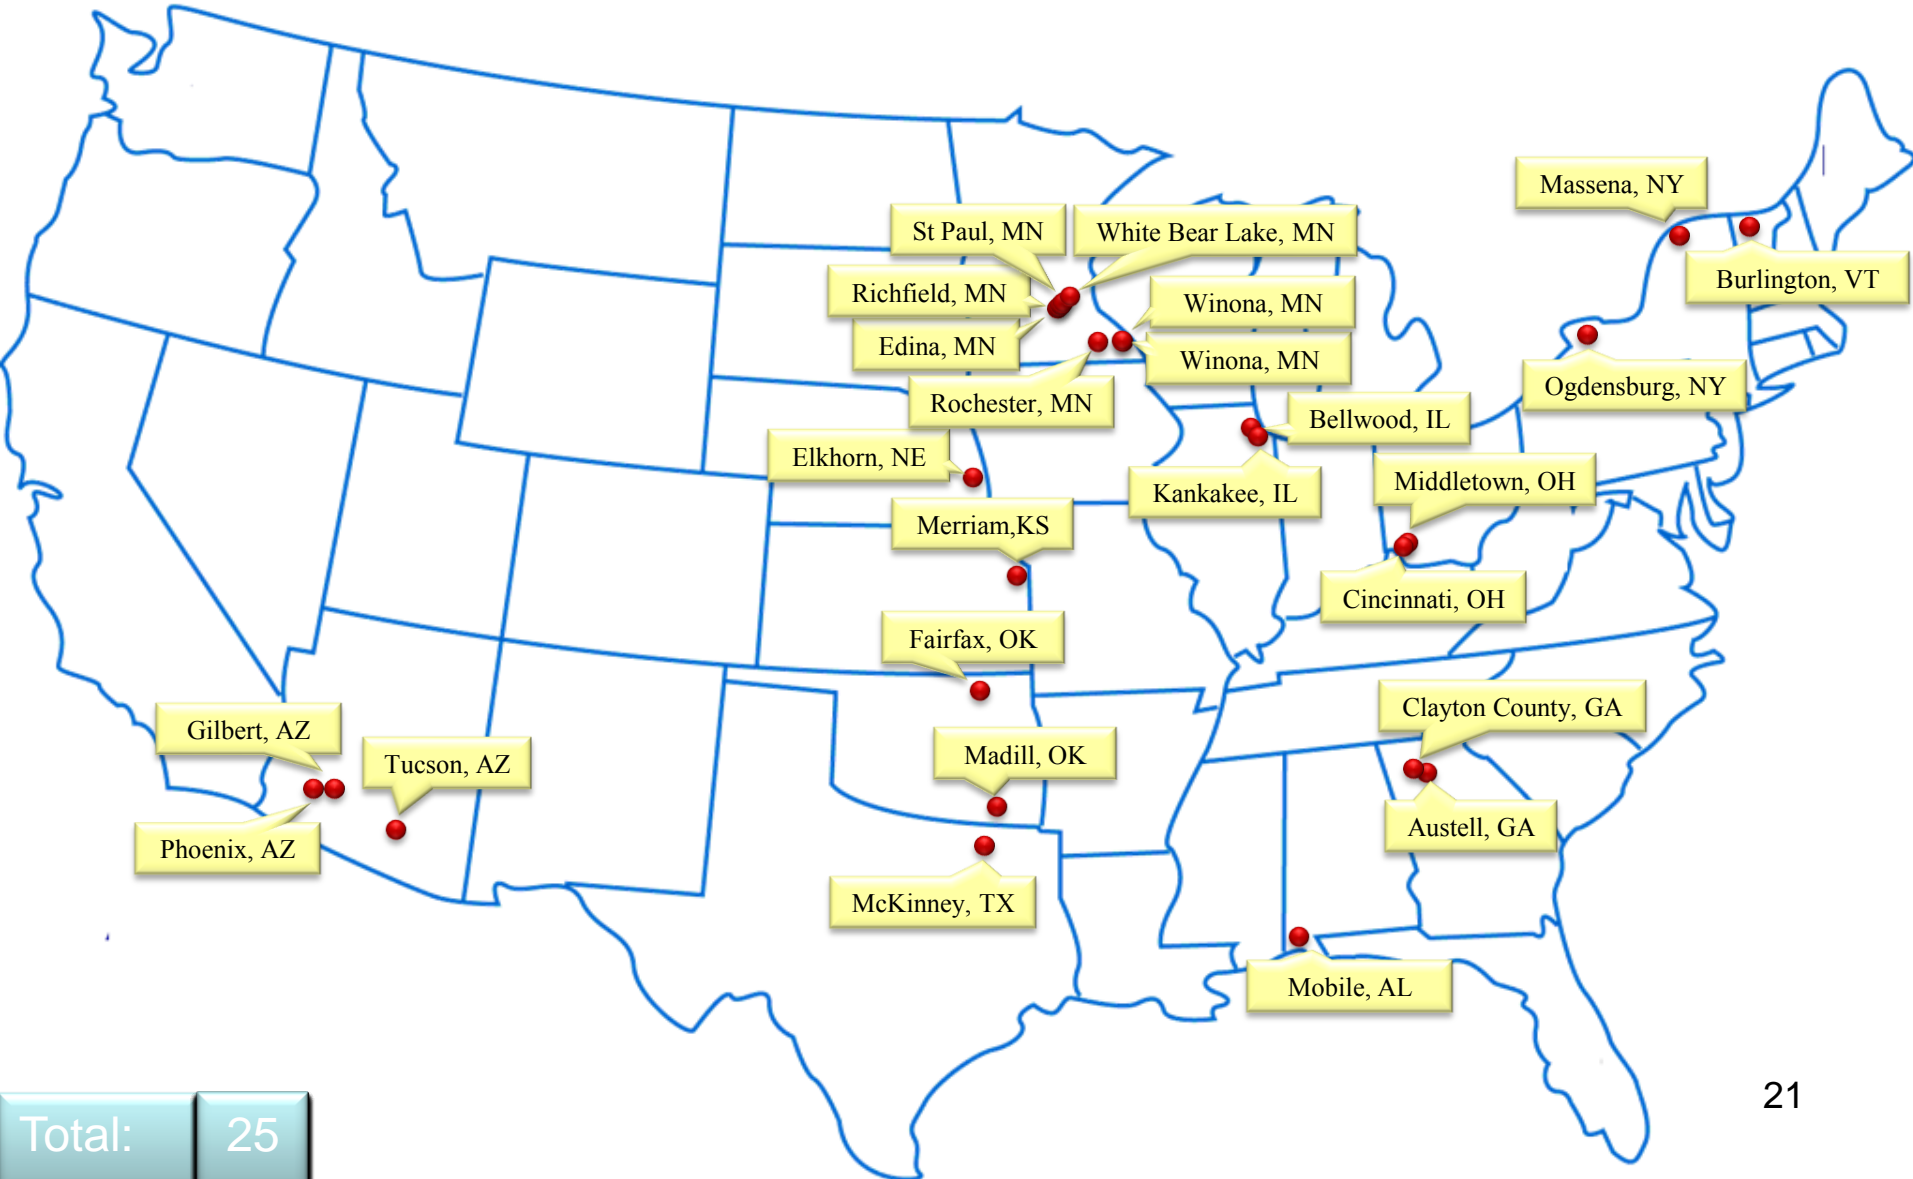 Massena, NY
St Paul, MN
White Bear Lake, MN
Burlington, VT
Richfield, MN
Winona, MN
Edina, MN
Winona, MN
Ogdensburg, NY
Rochester, MN
Bellwood, IL
Elkhorn, NE
Middletown, OH
Kankakee, IL
Merriam,KS
Cincinnati, OH
Fairfax, OK
Clayton County, GA
Gilbert, AZ
Madill, OK
Tucson, AZ
Austell, GA
Phoenix, AZ
McKinney, TX
Mobile, AL
21
Total: 25